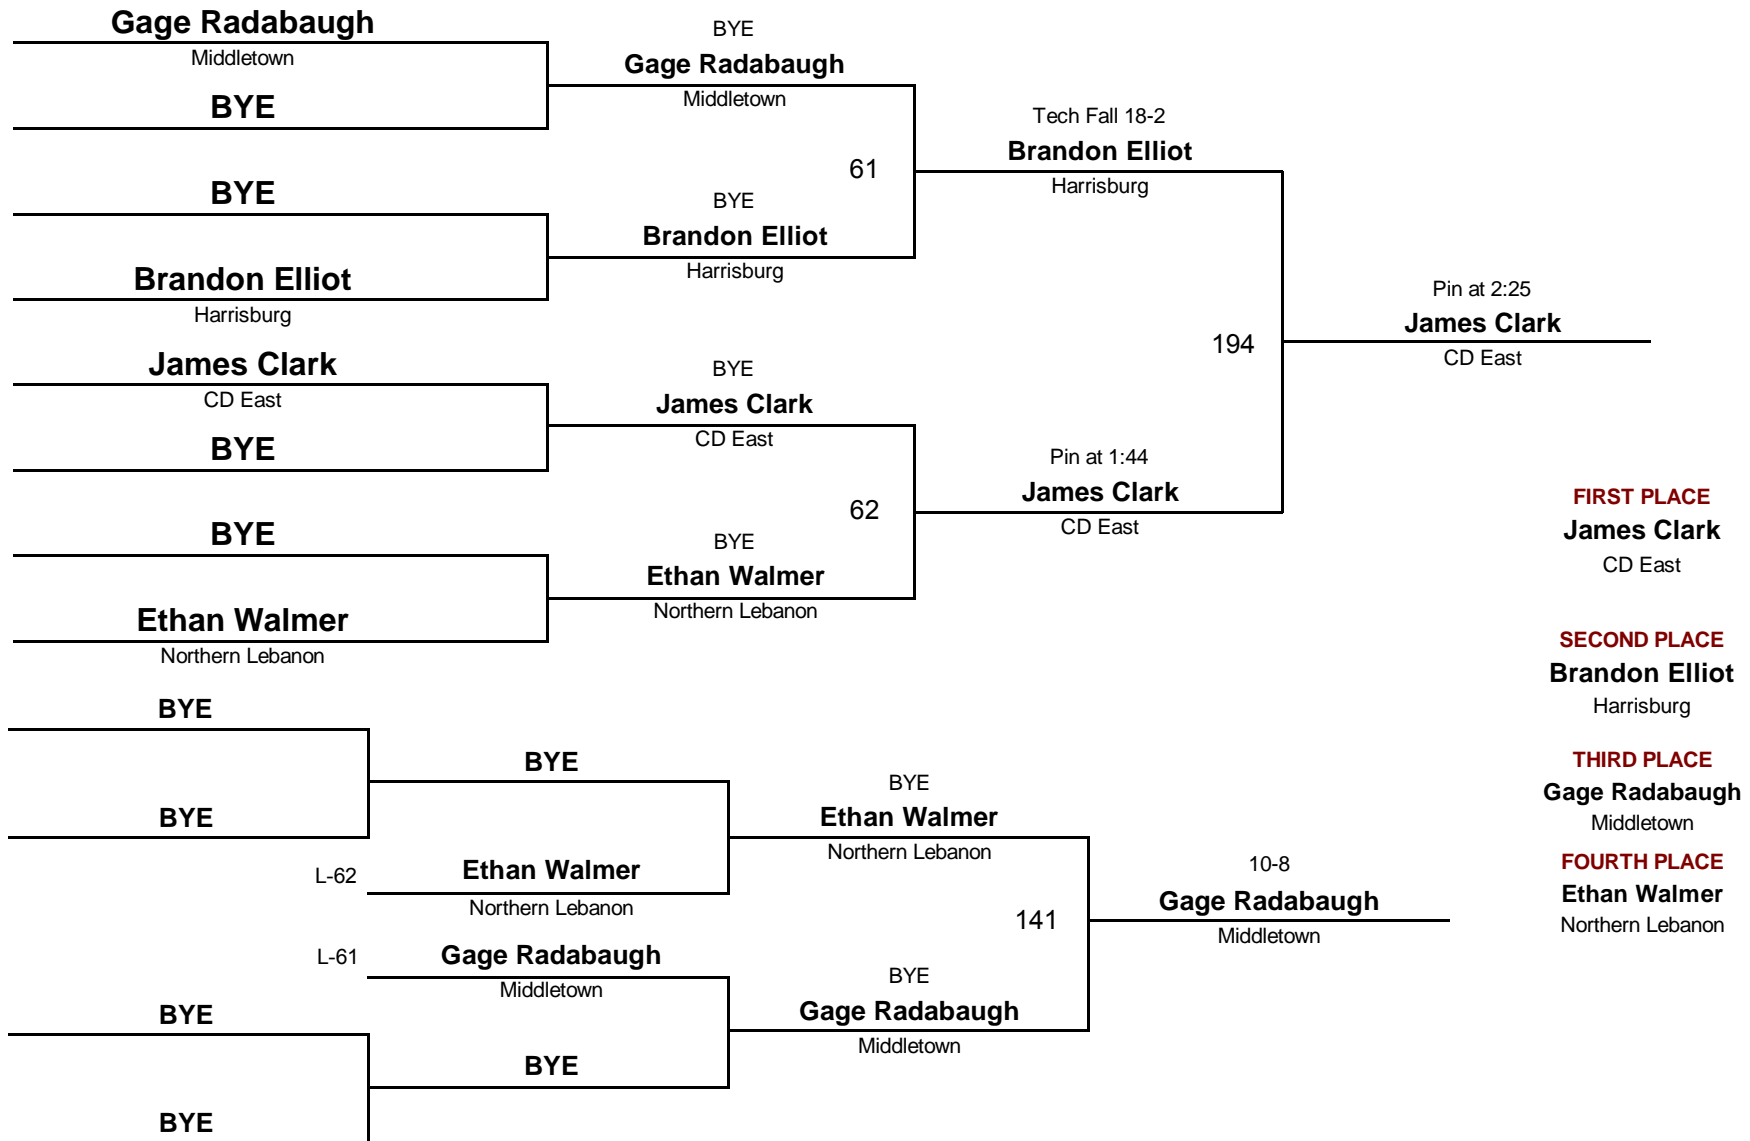 Gage Radabaugh
Middletown
BYE
BYE
Brandon Elliot
Harrisburg
James Clark
CD East
BYE
BYE
Ethan Walmer
Northern Lebanon
BYE
Gage Radabaugh
Middletown
61
BYE
Brandon Elliot
Harrisburg
BYE
James Clark
CD East
62
BYE
Ethan Walmer
Northern Lebanon
Tech Fall 18-2
Brandon Elliot
Harrisburg
194
Pin at 1:44
James Clark
CD East
Pin at 2:25
James Clark
CD East
FIRST PLACE
James Clark
CD East
SECOND PLACE
Brandon Elliot
Harrisburg
THIRD PLACE
Gage Radabaugh
Middletown
FOURTH PLACE
Ethan Walmer
Northern Lebanon
BYE
BYE
BYE
L-62
Ethan Walmer
Northern Lebanon
L-61
Gage Radabaugh
Middletown
BYE
BYE
BYE
BYE
Ethan Walmer
Northern Lebanon
141
BYE
Gage Radabaugh
Middletown
10-8
Gage Radabaugh
Middletown